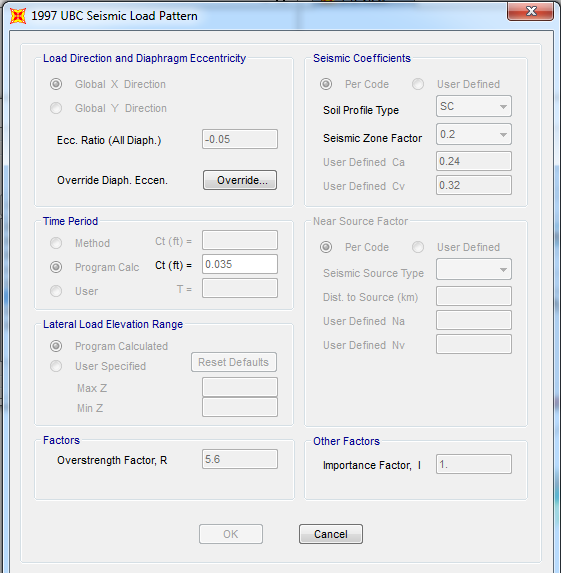 1997 UBC Seismic Load Pattern
Load Direction and Diaphragm Eccentricity
Global X Direction
Global Y Direction
Ecc. Ratio (All Diaph.) -0.05
Override Diaph. Eccen. Override...
Time Period
Method Ct (ft) =
Program Calc Ct (ft) = 0.035
User T =
Lateral Load Elevation Range
Program Calculated
User Specified Reset Defaults
Max Z
Min Z
Factors
Overstrength Factor, R 5.6
Seismic Coefficients
Per Code User Defined
Soil Profile Type SC
Seismic Zone Factor 0.2
User Defined Ca 0.24
User Defined Cv 0.32
Near Source Factor
Per Code User Defined
Seismic Source Type
Dist. to Source (km)
User Defined Na
User Defined Nv
Other Factors
Importance Factor, I 1.
OK Cancel